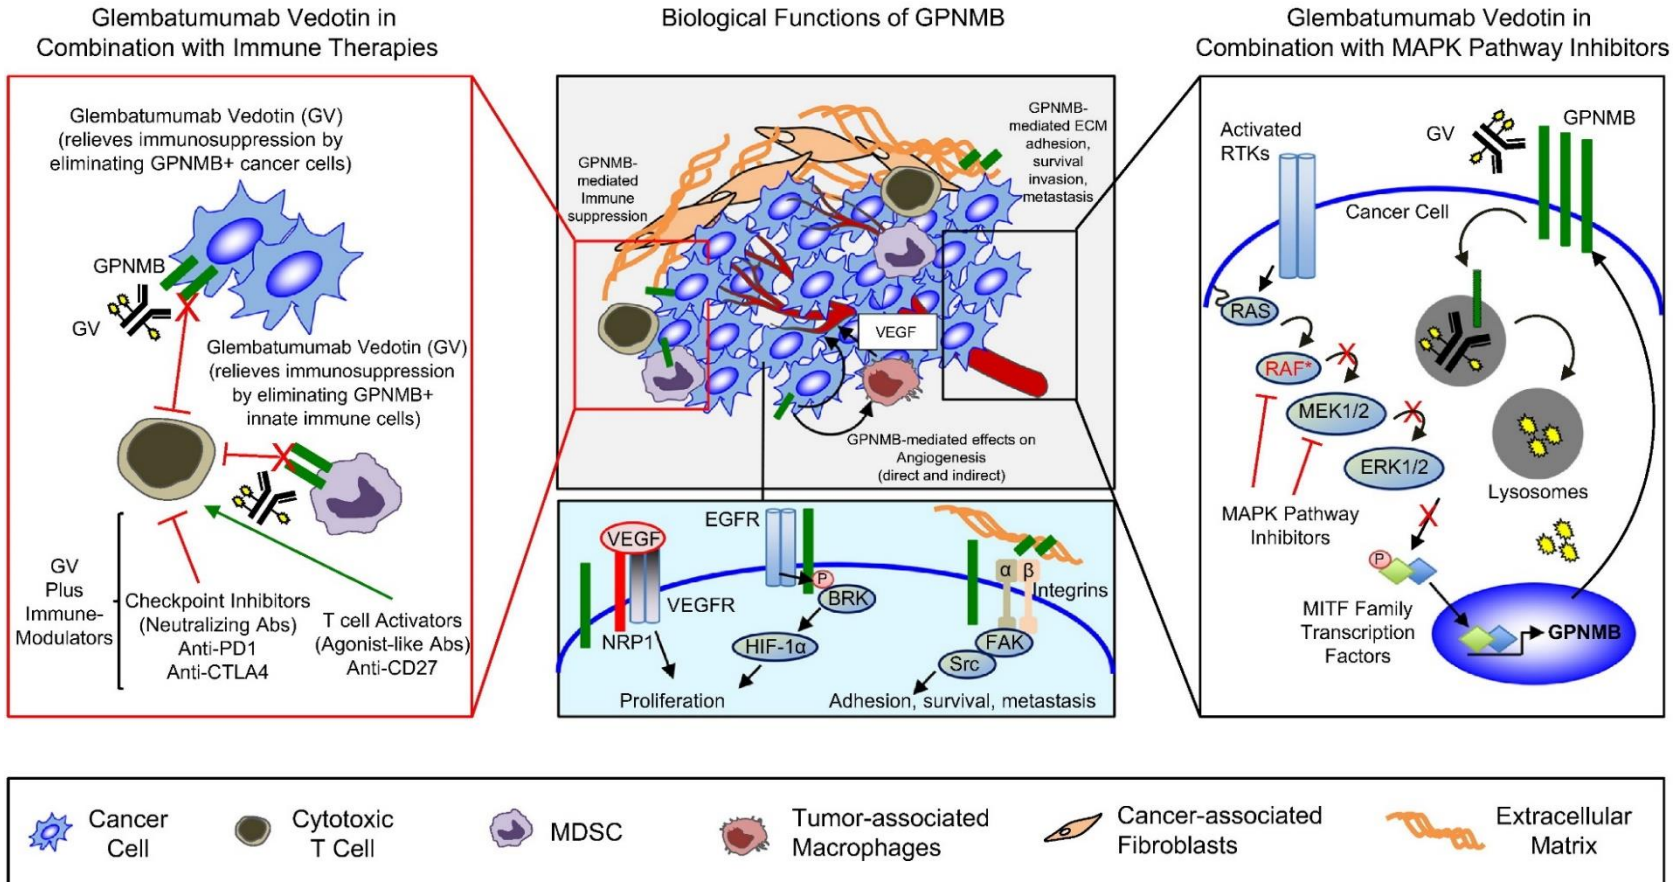 Glembatumumab Vedotin in
Combination with Immune Therapies
Glembatumumab Vedotin (GV)
(relieves immunosuppression by
eliminating GPNMB+ cancer cells)
GPNMB
GV
Glembatumumab Vedotin (GV)
(relieves immunosuppression
by eliminating GPNMB+
innate immune cells)
GV
Plus
Immune-
Modulators
Checkpoint Inhibitors
(Neutralizing Abs)
Anti-PD1
Anti-CTLA4
T cell Activators
(Agonist-like Abs)
Anti-CD27
Biological Functions of GPNMB
GPNMB-
mediated
Immune
suppression
GPNMB-
mediated ECM
adhesion,
survival
invasion,
metastasis
VEGF
GPNMB-mediated effects on
Angiogenesis
(direct and indirect)
VEGF
VEGFR
NRP1
EGFR
P
BRK
HIF-1α
Proliferation
α β
Integrins
FAK
Src
Adhesion, survival, metastasis
Glembatumumab Vedotin in
Combination with MAPK Pathway Inhibitors
Activated
RTKs
GV
GPNMB
Cancer Cell
RAS
RAF*
MEK1/2
ERK1/2
MAPK Pathway
Inhibitors
Lysosomes
P
MITF Family
Transcription
Factors
GPNMB
Cancer
Cell
Cytotoxic
T Cell
MDSC
Tumor-associated
Macrophages
Cancer-associated
Fibroblasts
Extracellular
Matrix